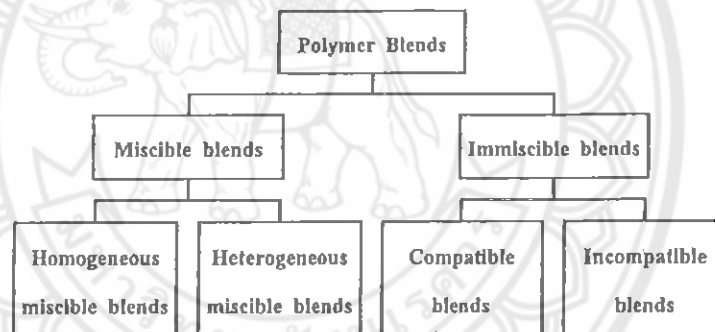 Polymer Blends
Miscible blends
Immiscible blends
Homogeneous
miscible blends
Heterogeneous
miscible blends
Compatible
blends
Incompatible
blends